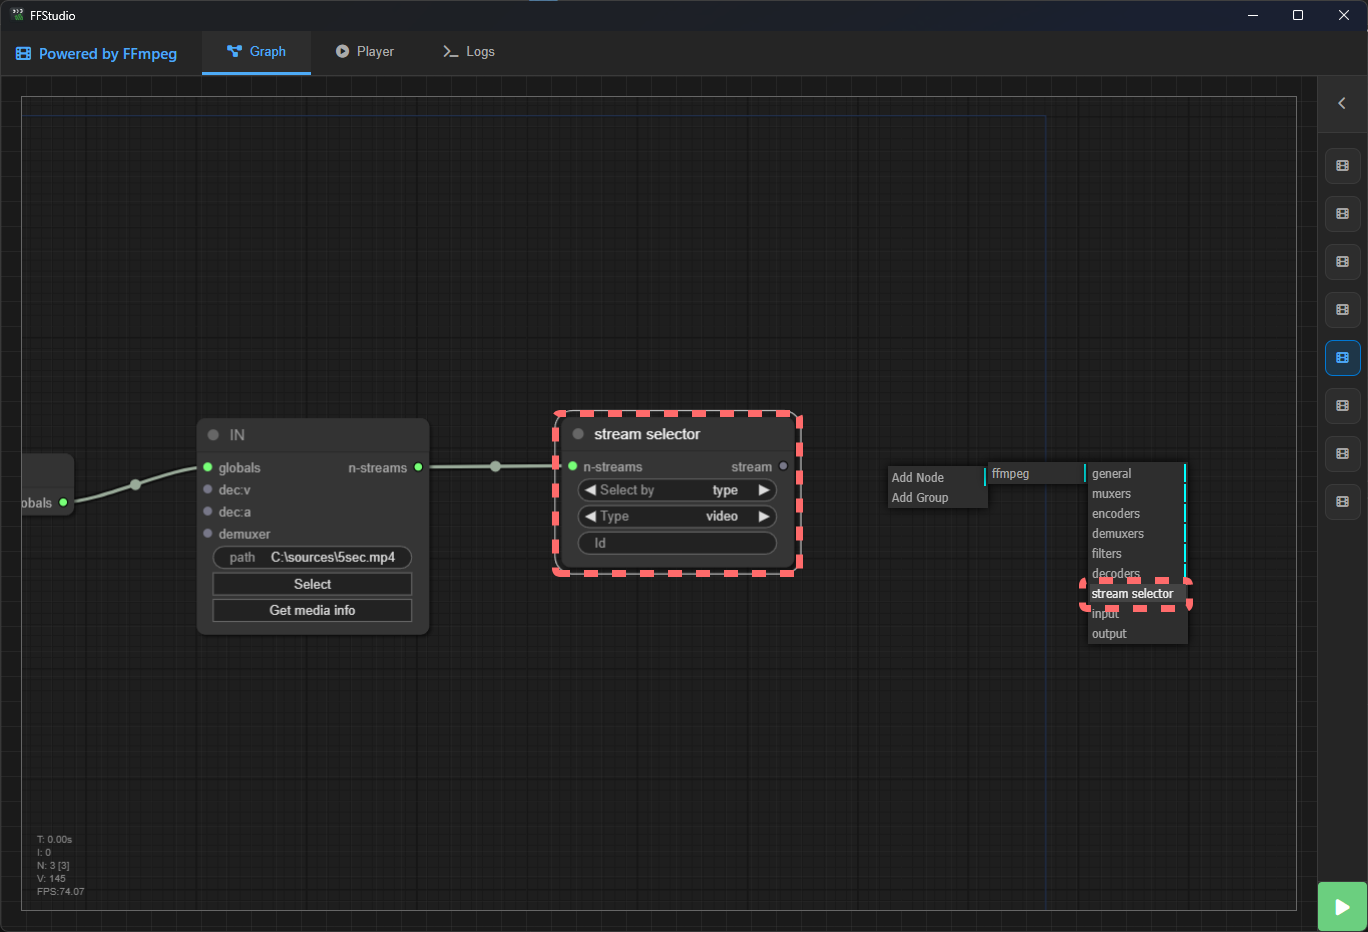 FFStudio
Powered by FFmpeg
Graph
Player
Logs
obals
IN
globals
n-streams
dec:v
dec:a
demuxer
path C:\sources\5sec.mp4
Select
Get media info
stream selector
n-streams
stream
Select by type
Type video
Id
Add Node
Add Group
ffmpeg
general
muxers
encoders
demuxers
filters
decoders
stream selector
input
output
T: 0.00s
I: 0
N: 3 [3]
V: 145
FPS:74.07